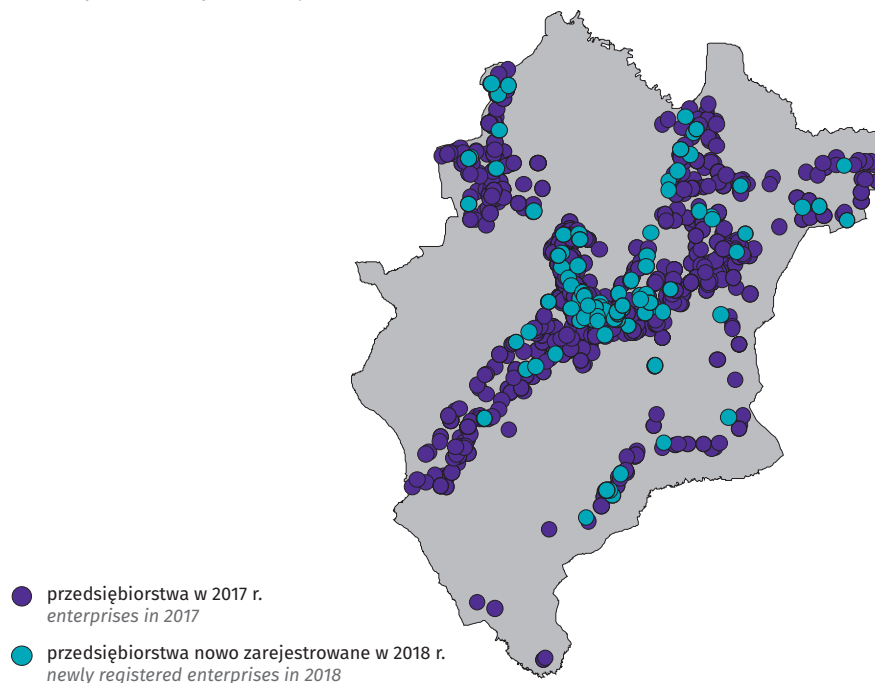 przedsiębiorstwa w 2017 r.
enterprises in 2017
przedsiębiorstwa nowo zarejestrowane w 2018 r.
newly registered enterprises in 2018